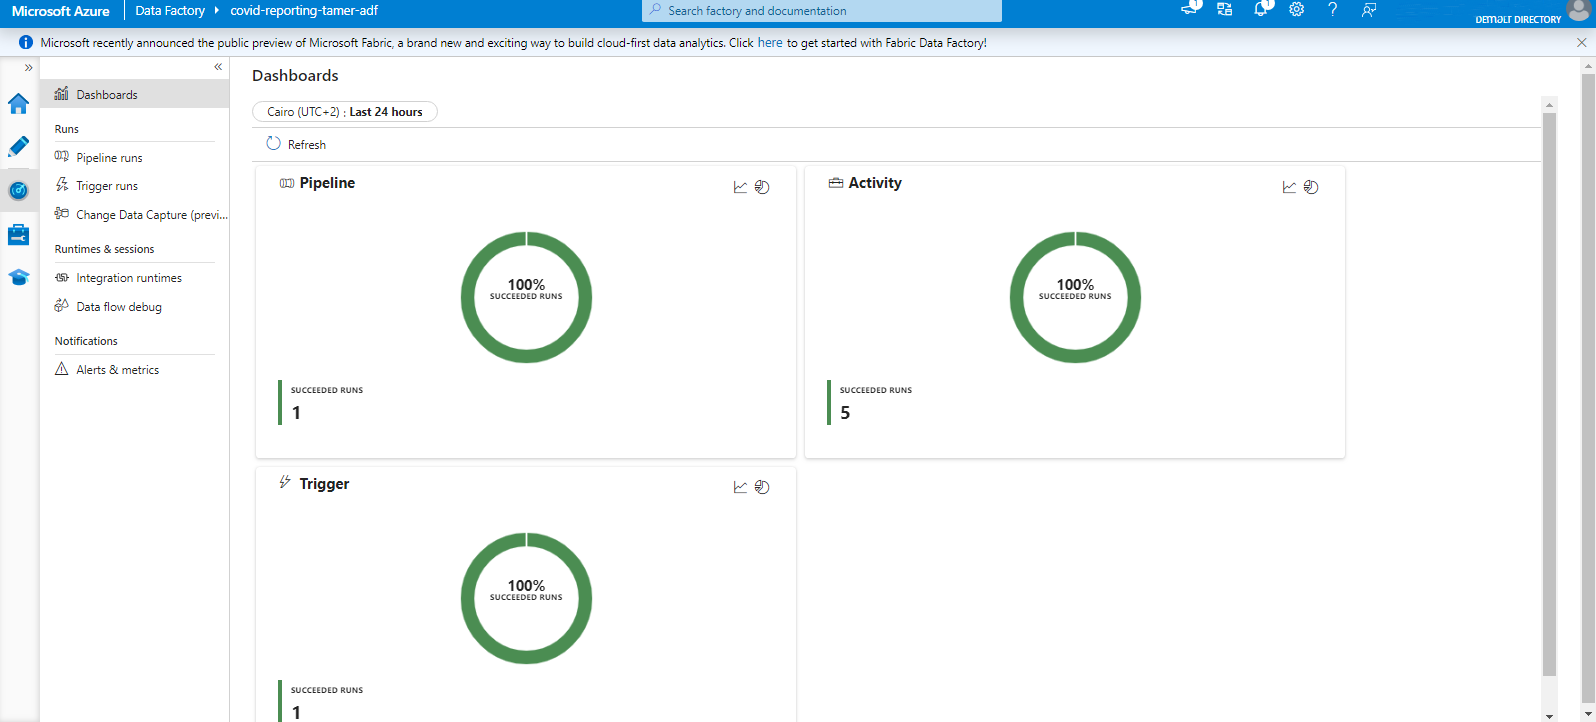 Microsoft Azure Data Factory covid-reporting-tamer-adf
Search factory and documentation
1
1
?
DIRECTORY
Microsoft recently announced the public preview of Microsoft Fabric, a brand new and exciting way to build cloud-first data analytics. Click here to get started with Fabric Data Factory!
Dashboards
Runs
Pipeline runs
Trigger runs
Change Data Capture (previ...
Runtimes & sessions
Integration runtimes
Data flow debug
Notifications
Alerts & metrics
Dashboards
Cairo (UTC+2) : Last 24 hours
Refresh
Pipeline
100%
SUCCEEDED RUNS
SUCCEEDED RUNS
1
Activity
100%
SUCCEEDED RUNS
SUCCEEDED RUNS
5
Trigger
100%
SUCCEEDED RUNS
SUCCEEDED RUNS
1